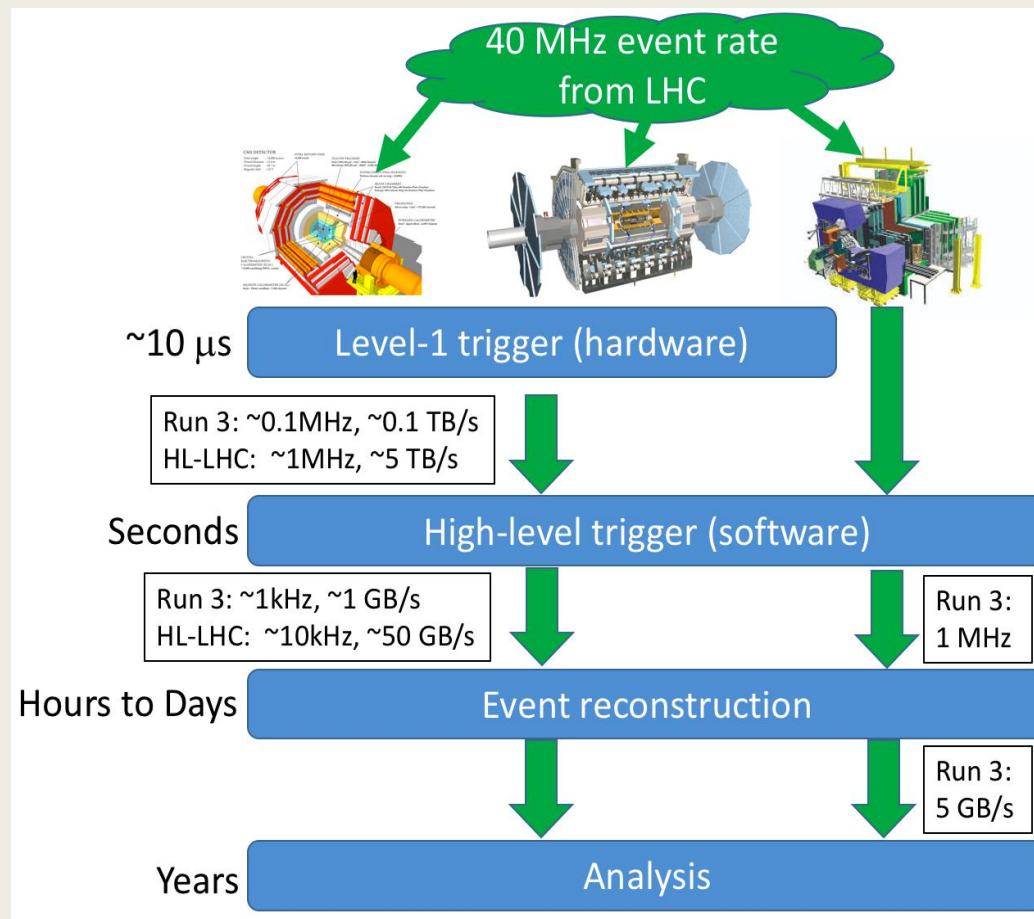 40 MHz event rate
from LHC
CMS DETECTOR
~10 μs
Level-1 trigger (hardware)
Run 3: ~0.1MHz, ~0.1 TB/s
HL-LHC: ~1MHz, ~5 TB/s
Seconds
High-level trigger (software)
Run 3: ~1kHz, ~1 GB/s
HL-LHC: ~10kHz, ~50 GB/s
Run 3:
1 MHz
Hours to Days
Event reconstruction
Run 3:
5 GB/s
Years
Analysis